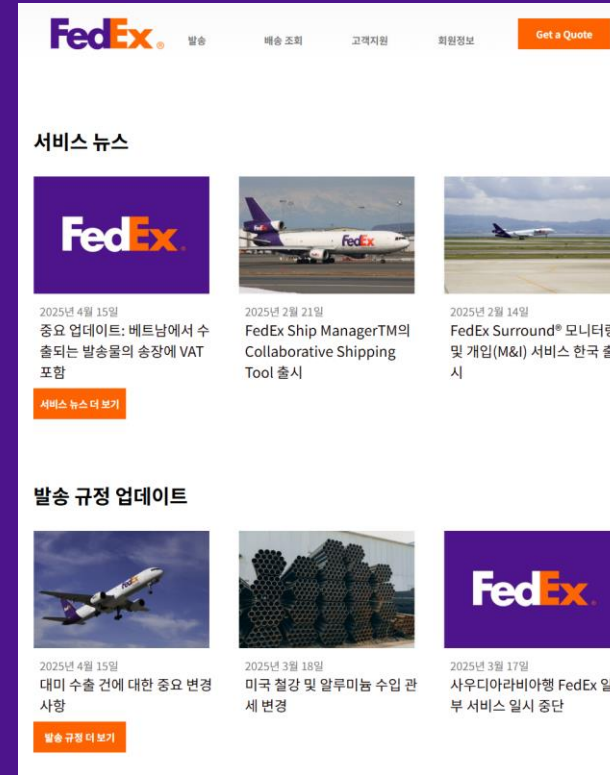 FedEx®
발송 배송 조회 고객지원 회원정보 Get a Quote
서비스 뉴스
FedEx.
FedEx
2025년 4월 15일
중요 업데이트: 베트남에서 수
출되는 발송물의 송장에 VAT
포함
서비스 뉴스 더 보기
2025년 2월 21일
FedEx Ship ManagerTM의
Collaborative Shipping
Tool 출시
2025년 2월 14일
FedEx Surround® 모니터링
및 개입(M&I) 서비스 한국 출
시
발송 규정 업데이트
FedEx
FedEx.
2025년 4월 15일
대미 수출 건에 대한 중요 변경
사항
발송 규정 더 보기
2025년 3월 18일
미국 철강 및 알루미늄 수입 관
세 변경
2025년 3월 17일
사우디아라비아행 FedEx 일
부 서비스 일시 중단